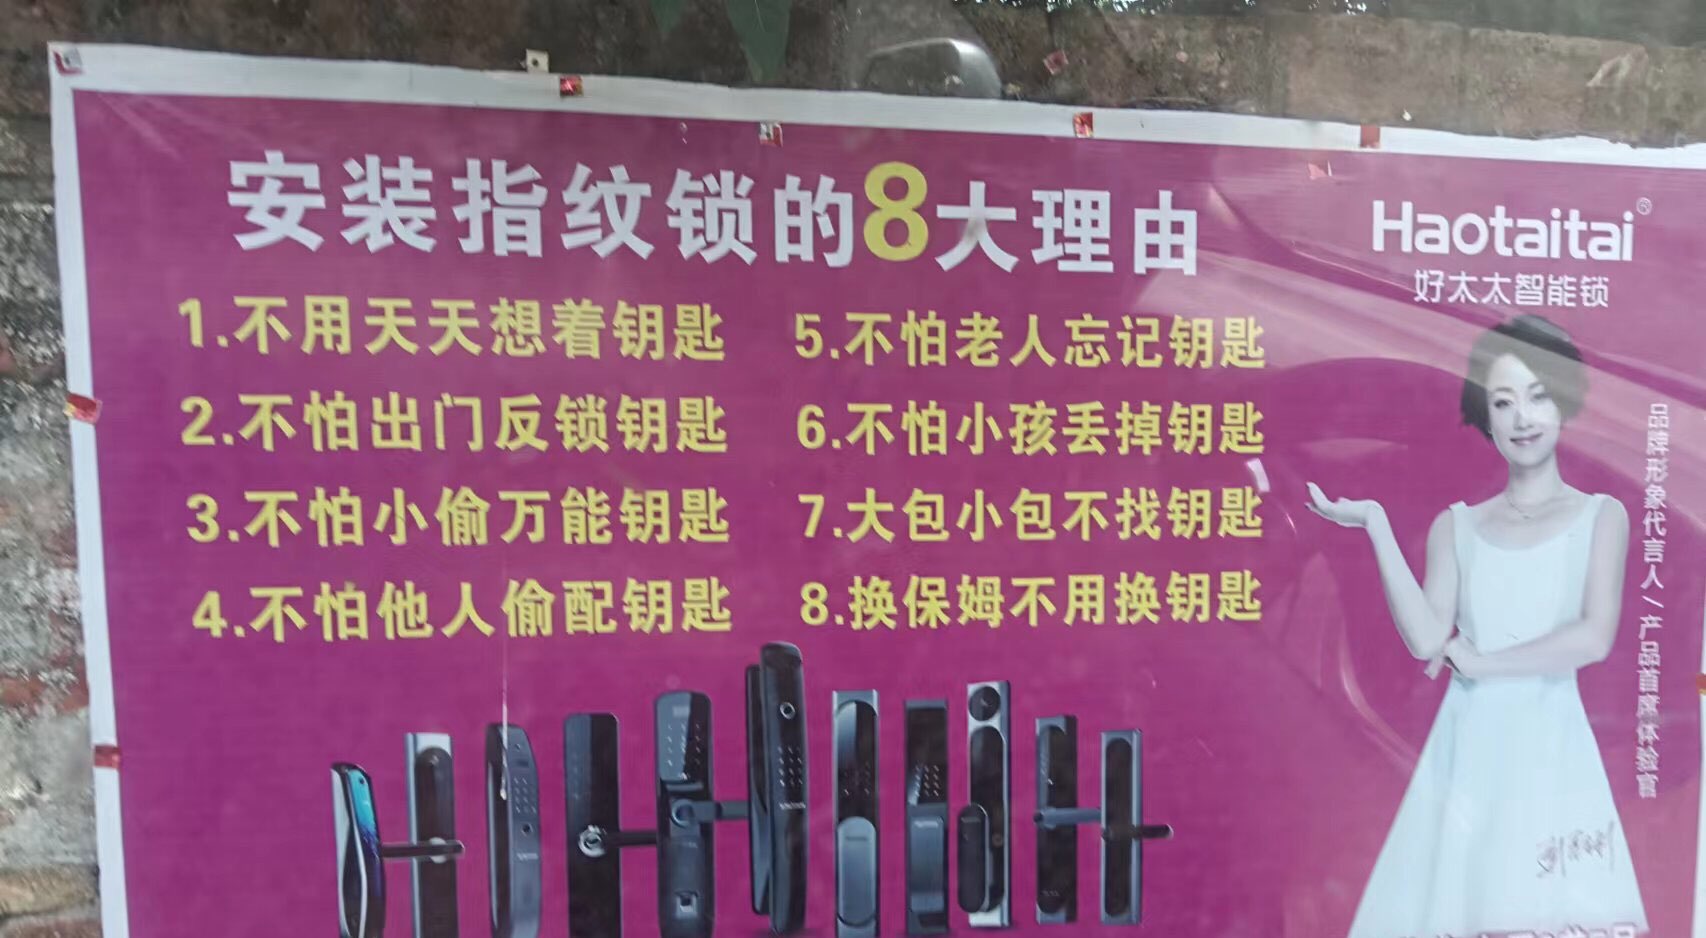 安装指纹锁的8大理由
Haotaitai®
好太太智能锁
1.不用天天想着钥匙
2.不怕出门反锁钥匙
3.不怕小偷万能钥匙
4.不怕他人偷配钥匙
5.不怕老人忘记钥匙
6.不怕小孩丢掉钥匙
7.大包小包不找钥匙
8.换保姆不用换钥匙
品牌形象代言人/产品首席体验官